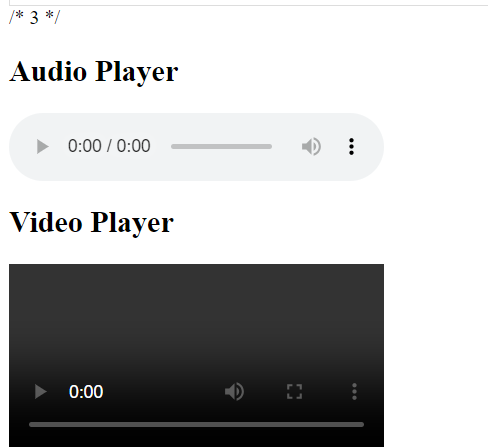 /* 3 */
Audio Player
0:00 / 0:00
Video Player
0:00